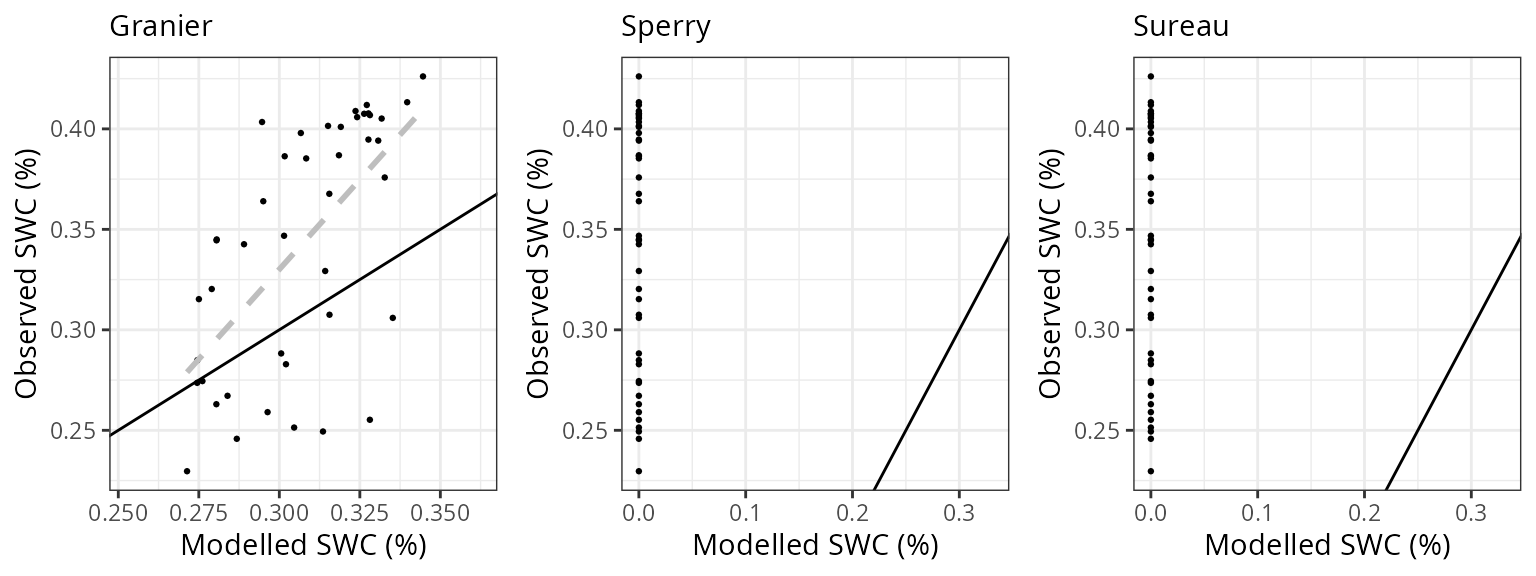 Granier
Sperry
Sureau
Observed SWC (%)
0.40
0.35
0.30
0.25
0.250 0.275 0.300 0.325 0.350
Modelled SWC (%)
Observed SWC (%)
0.40
0.35
0.30
0.25
0.0 0.1 0.2 0.3
Modelled SWC (%)
Observed SWC (%)
0.40
0.35
0.30
0.25
0.0 0.1 0.2 0.3
Modelled SWC (%)